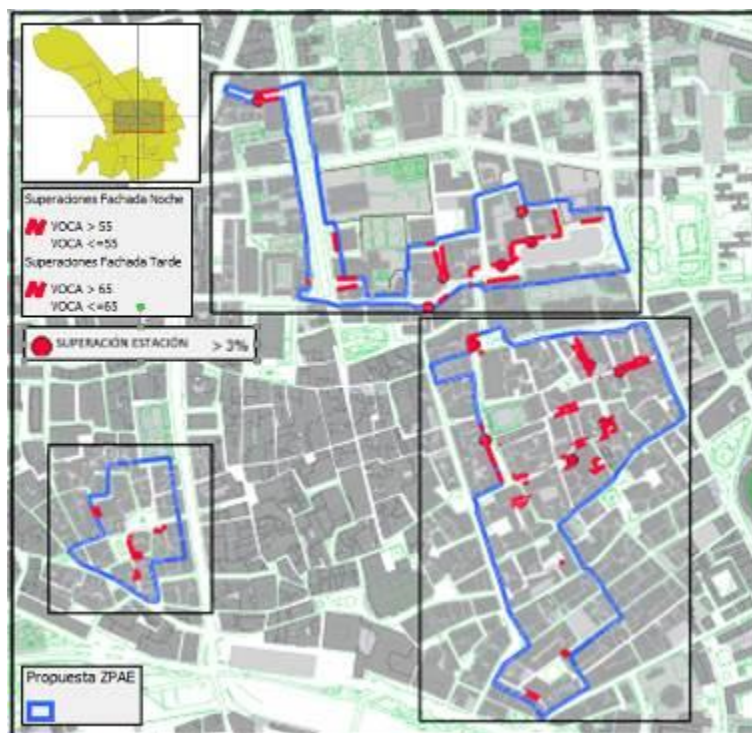 Superaciones Fachada Noche
VOCA > 55
VOCA <=55
Superaciones Fachada Tarde
VOCA > 65
VOCA <=65
SUPERACIÓN ESTACIÓN > 3%
Propuesta ZPAE